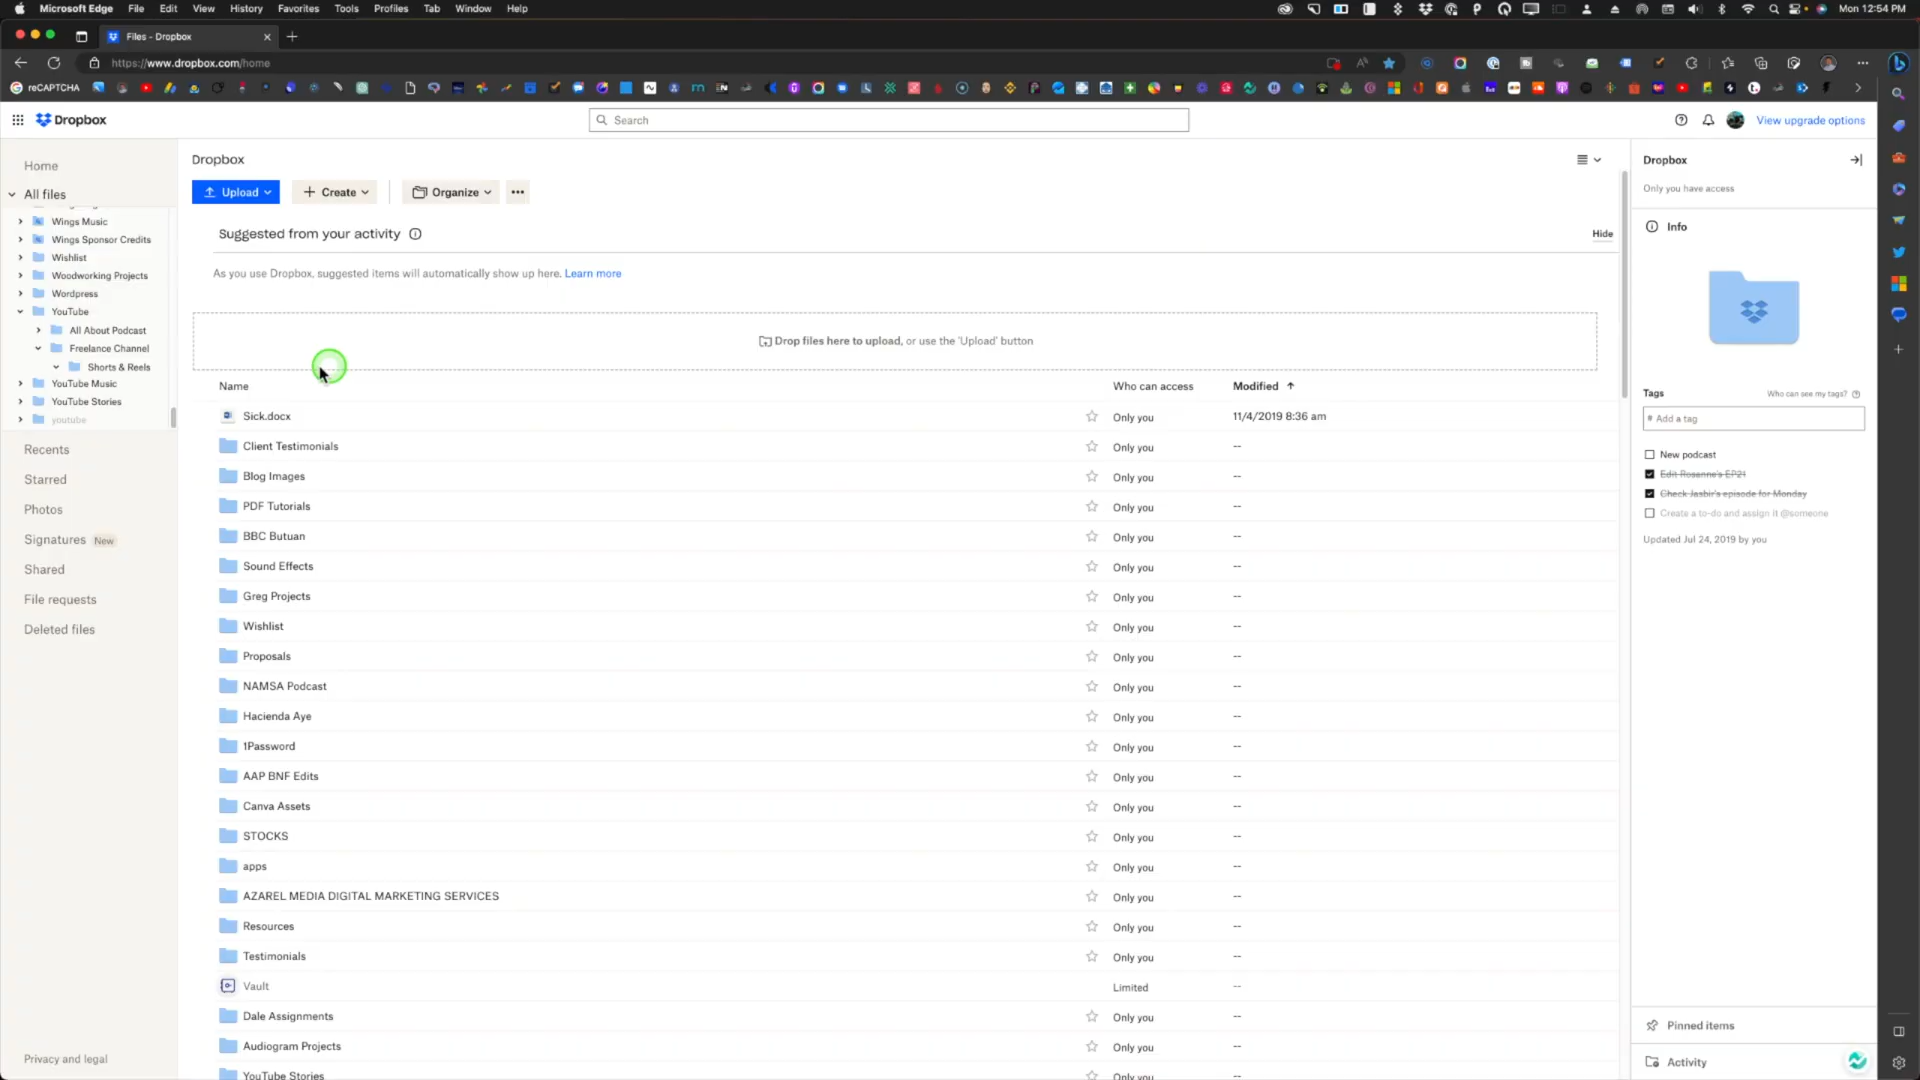 Microsoft Edge File Edit View History Favorites Tools Profiles Tab Window Help Mon 12:54 PM
Files - Dropbox
https://www.dropbox.com/home
reCAPTCHA
Dropbox
Search
View upgrade options
Home
All files
Wings Music
Wings Sponsor Credits
Wishlist
Woodworking Projects
Wordpress
YouTube
All About Podcast
Freelance Channel
Shorts & Reels
YouTube Music
YouTube Stories
youtube
Recents
Starred
Photos
Signatures New
Shared
File requests
Deleted files
Privacy and legal
Dropbox
Upload + Create Organize
Suggested from your activity
Hide
As you use Dropbox, suggested items will automatically show up here. Learn more
Drop files here to upload, or use the 'Upload' button
Name Who can access Modified ↑
Sick.docx Only you 11/4/2019 8:36 am
Client Testimonials Only you --
Blog Images Only you --
PDF Tutorials Only you --
BBC Butuan Only you --
Sound Effects Only you --
Greg Projects Only you --
Wishlist Only you --
Proposals Only you --
NAMSA Podcast Only you --
Hacienda Aye Only you --
1Password Only you --
AAP BNF Edits Only you --
Canva Assets Only you --
STOCKS Only you --
apps Only you --
AZAREL MEDIA DIGITAL MARKETING SERVICES Only you --
Resources Only you --
Testimonials Only you --
Vault Limited --
Dale Assignments Only you --
Audiogram Projects Only you --
YouTube Stories Only you --
Dropbox
Only you have access
Info
Tags Who can see my tags?
# Add a tag
New podcast
Edit Rosanne's EP21
Check Jasbir's episode for Monday
Create a to-do and assign it @someone
Updated Jul 24, 2019 by you
Pinned items
Activity